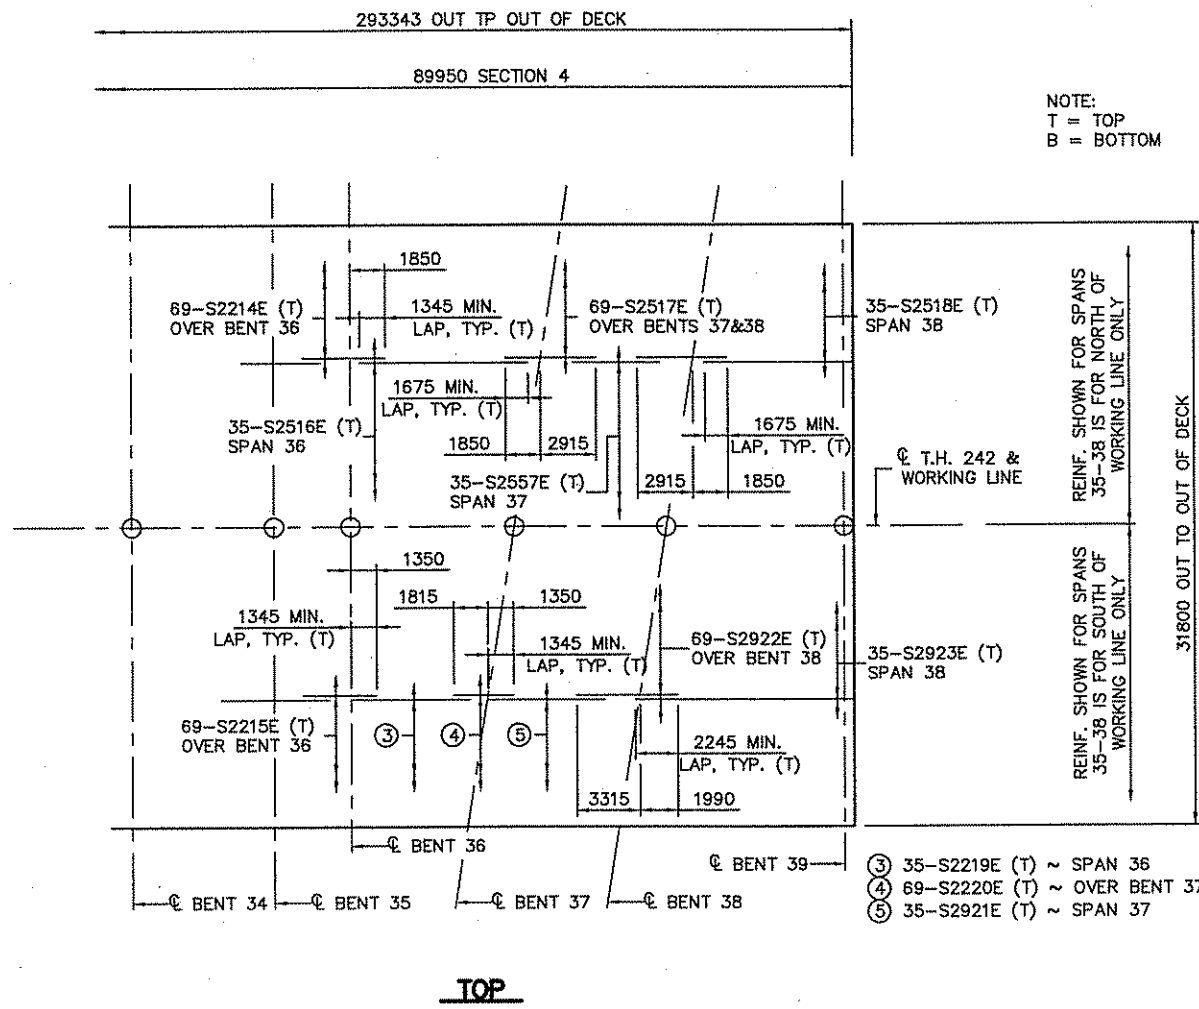 293343 OUT TP OUT OF DECK
89950 SECTION 4
NOTE:
T = TOP
B = BOTTOM
1850
69-S2214E (T)
OVER BENT 36
1345 MIN.
LAP, TYP. (T)
69-S2517E (T)
OVER BENTS 37&38
35-S2518E (T)
SPAN 38
REINF. SHOWN FOR SPANS
35-38 IS FOR NORTH OF
WORKING LINE ONLY
1675 MIN.
LAP, TYP. (T)
35-S2516E (T)
SPAN 36
1850
2915
1675 MIN.
LAP, TYP. (T)
35-S2557E (T)
SPAN 37
2915
1850
℄ T.H. 242 &
WORKING LINE
31800 OUT TO OUT OF DECK
1350
1815
1350
1345 MIN.
LAP, TYP. (T)
1345 MIN.
LAP, TYP. (T)
69-S2922E (T)
OVER BENT 38
35-S2923E (T)
SPAN 38
REINF. SHOWN FOR SPANS
35-38 IS FOR SOUTH OF
WORKING LINE ONLY
69-S2215E (T)
OVER BENT 36
3
4
5
2245 MIN.
LAP, TYP. (T)
3315
1990
℄ BENT 36
℄ BENT 39
℄ BENT 34
℄ BENT 35
℄ BENT 37
℄ BENT 38
3 35-S2219E (T) ~ SPAN 36
4 69-S2220E (T) ~ OVER BENT 37
5 35-S2921E (T) ~ SPAN 37
TOP